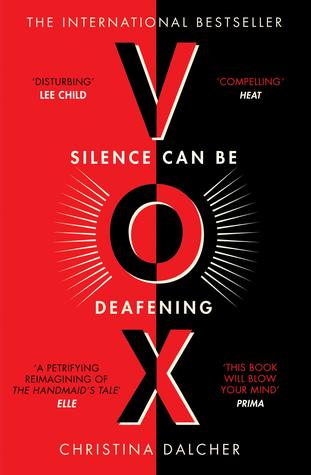 THE INTERNATIONAL BESTSELLER
V
'DISTURBING'
LEE CHILD
'COMPELLING'
HEAT
SILENCE CAN BE
O
DEAFENING
X
'A PETRIFYING
REIMAGINING OF
THE HANDMAID'S TALE'
ELLE
'THIS BOOK
WILL BLOW
YOUR MIND'
PRIMA
CHRISTINA DALCHER